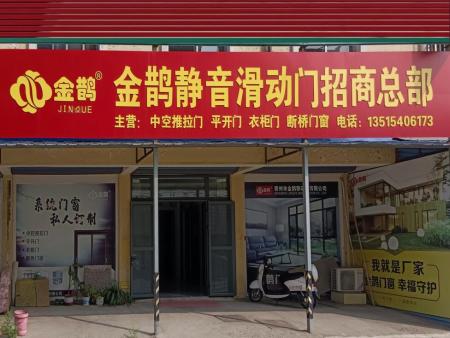 金鹊®
JINQUE
金鹊静音滑动门招商总部
主营: 中空推拉门 平开门 衣柜门 断桥门窗 电话: 13515406173
系统门窗
私人订制
我就是厂家
金鹊门窗 幸福守护